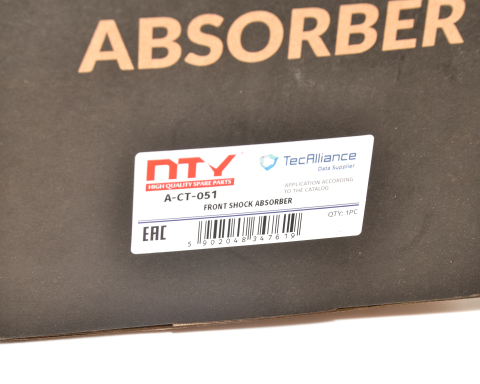 ABSORBER
NTY
HIGH QUALITY SPARE PARTS
TecAlliance
Data Supplier
A-CT-051
APPLICATION ACCORDING
TO THE CATALOG
FRONT SHOCK ABSORBER
QTY: 1PC
EAC
5 902048 347619